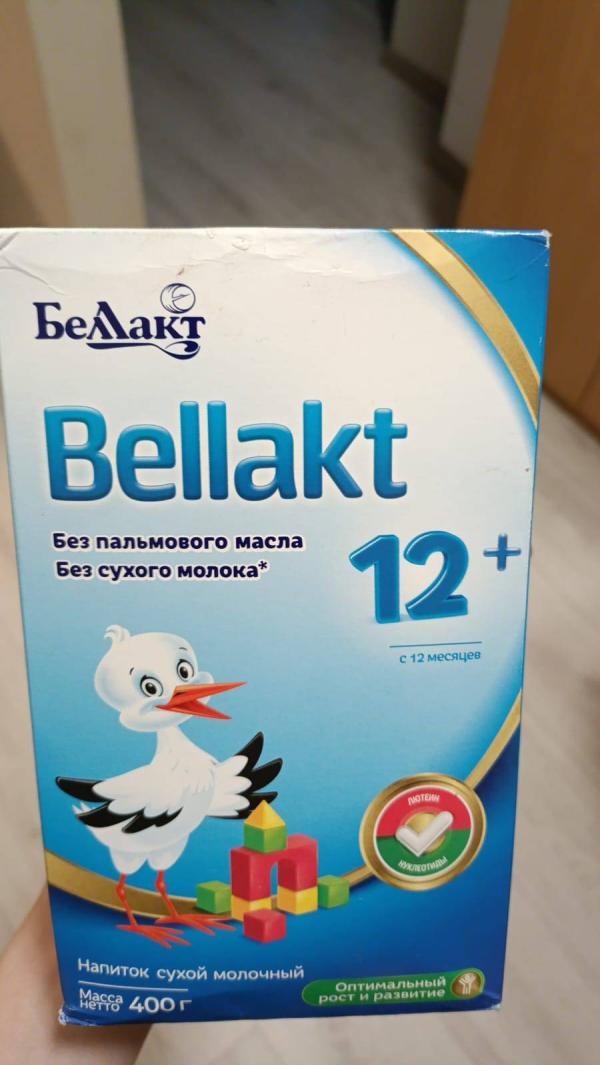 Беллакт
Bellakt
Без пальмового масла
Без сухого молока*
12+
с 12 месяцев
ЛЮТЕИН
НУКЛЕОТИДЫ
Напиток сухой молочный
Масса
нетто 400 г
Оптимальный
рост и развитие